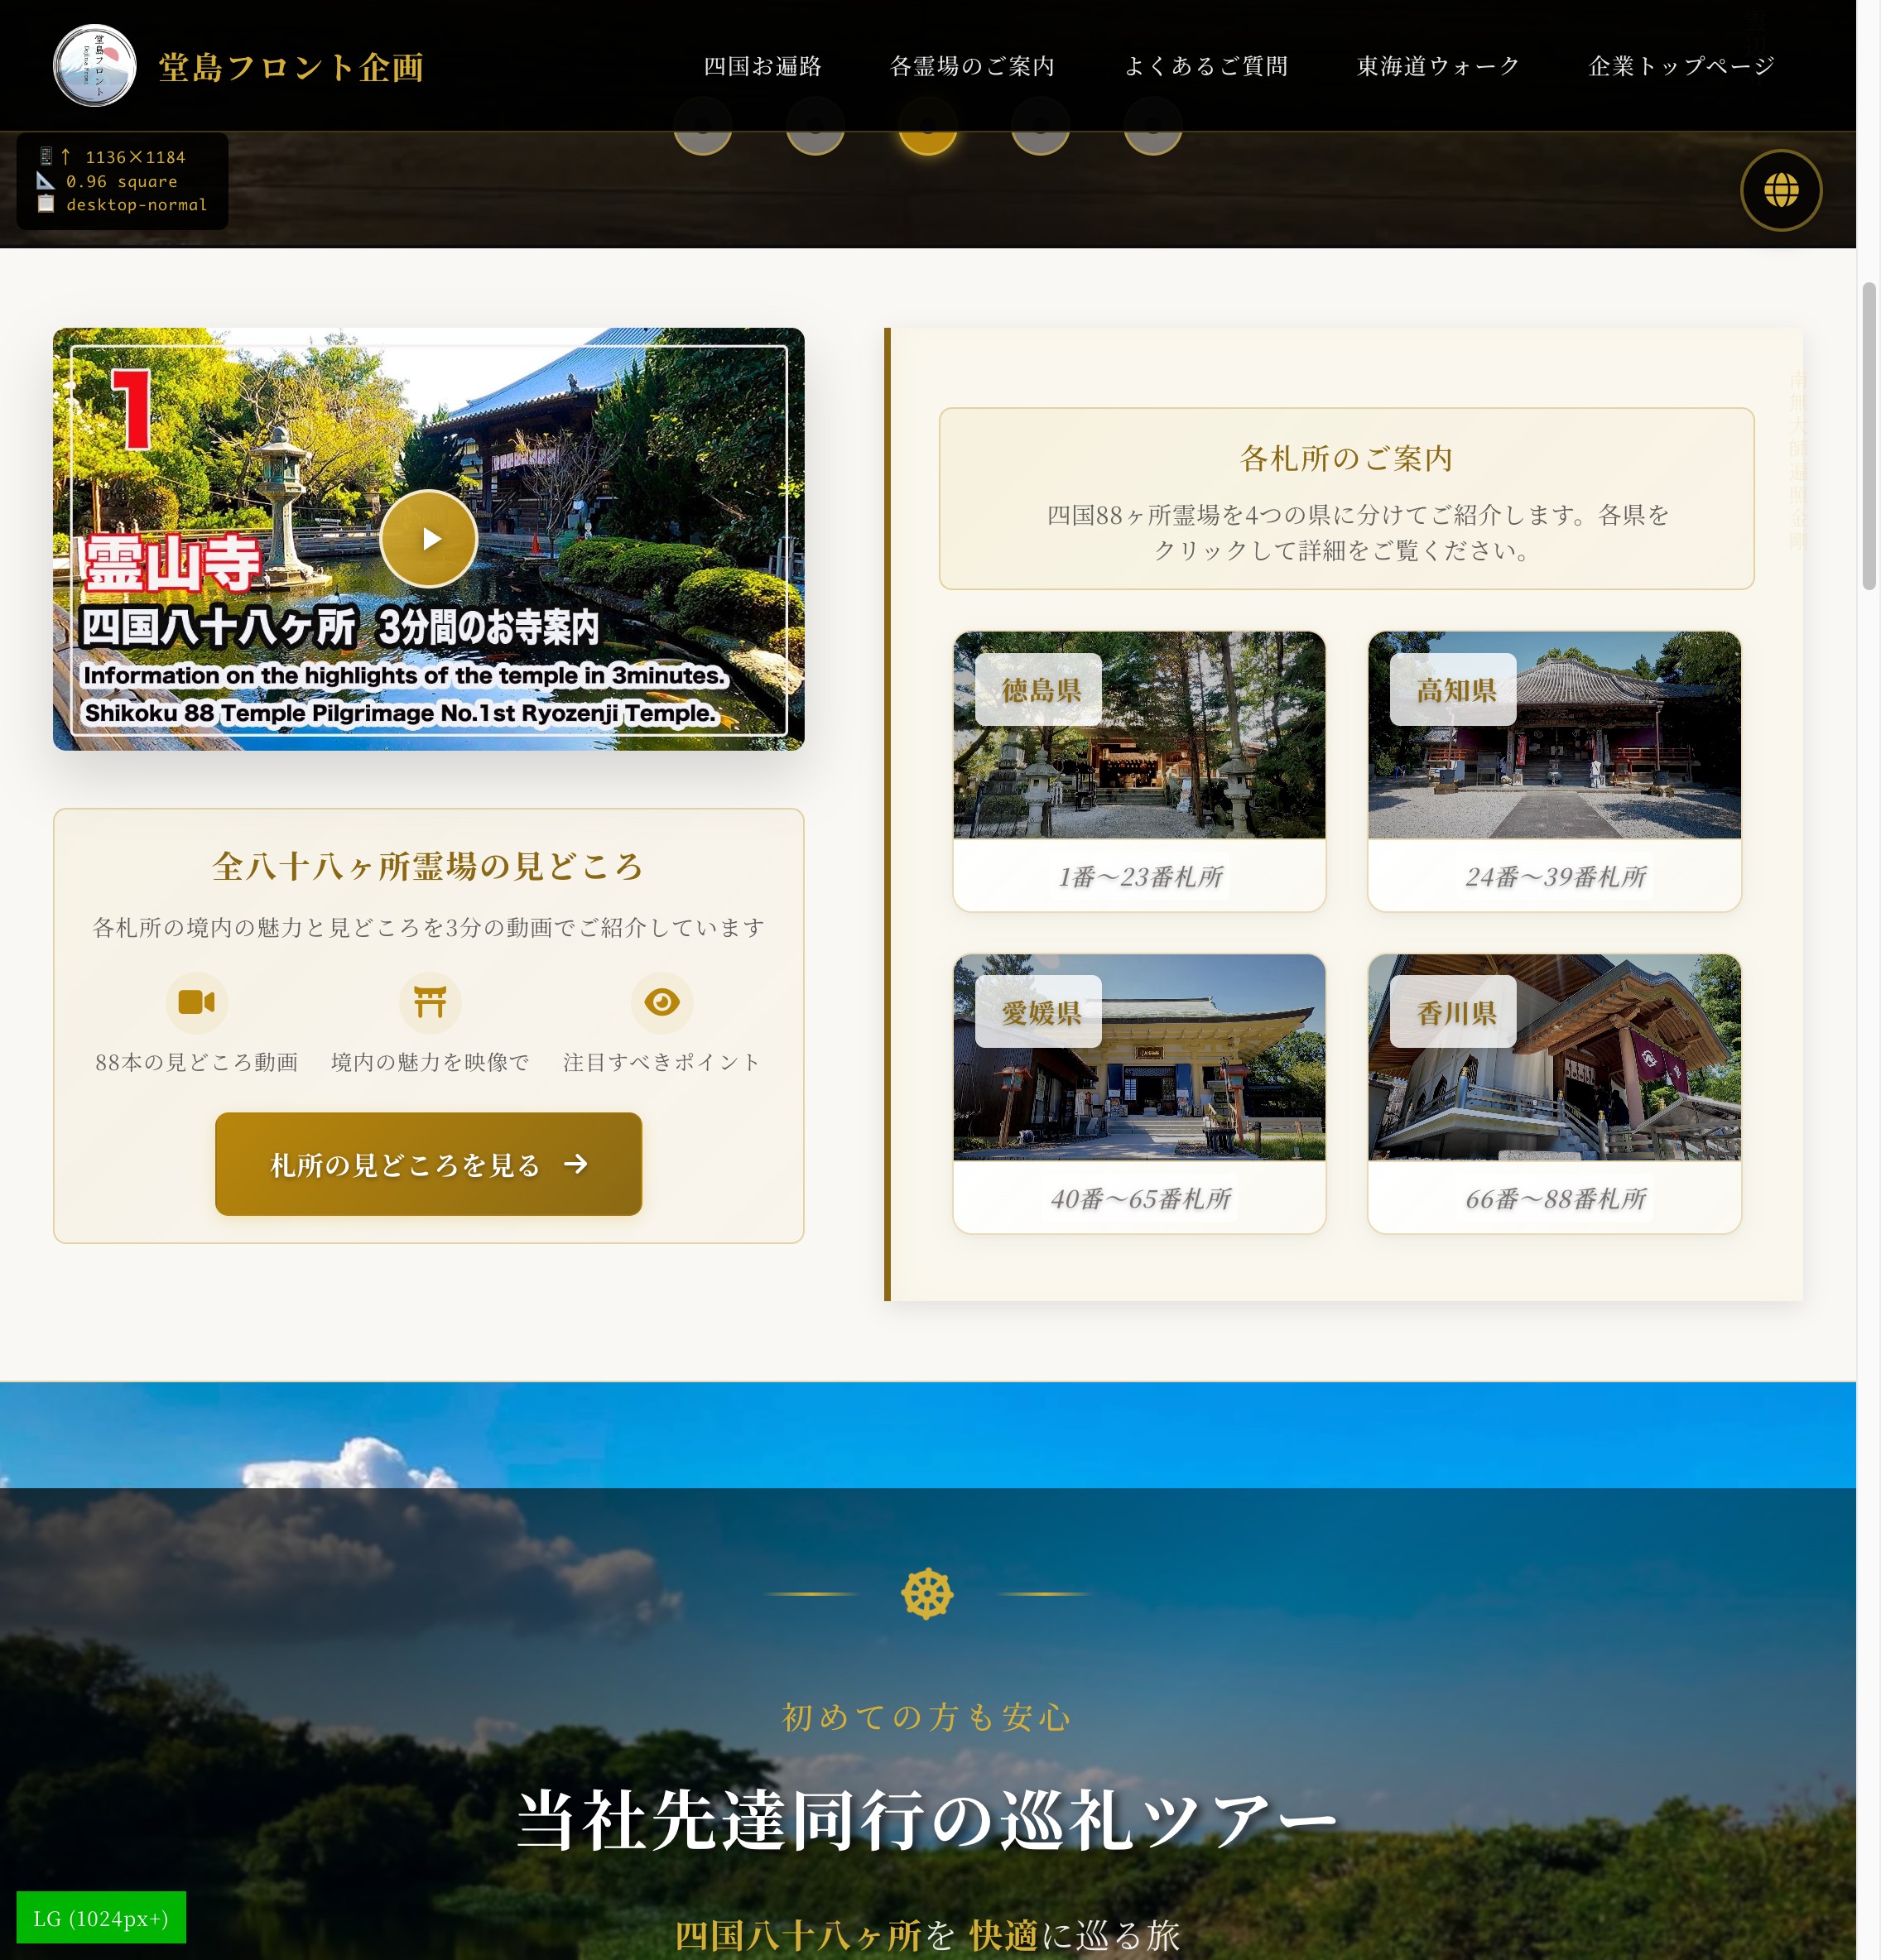 堂島フロント企画
四国お遍路
各霊場のご案内
よくあるご質問
東海道ウォーク
企業トップページ
1136×1184
0.96 square
desktop-normal
1
霊山寺
四国八十八ヶ所 3分間のお寺案内
Information on the highlights of the temple in 3minutes.
Shikoku 88 Temple Pilgrimage No.1st Ryozenji Temple.
全八十八ヶ所霊場の見どころ
各札所の境内の魅力と見どころを3分の動画でご紹介しています
88本の見どころ動画
境内の魅力を映像で
注目すべきポイント
札所の見どころを見る
各札所のご案内
四国88ヶ所霊場を4つの県に分けてご紹介します。各県を
クリックして詳細をご覧ください。
徳島県
1番〜23番札所
高知県
24番〜39番札所
愛媛県
40番〜65番札所
香川県
66番〜88番札所
南無大師遍照金剛
初めての方も安心
当社先達同行の巡礼ツアー
四国八十八ヶ所を 快適に巡る旅
LG (1024px+)